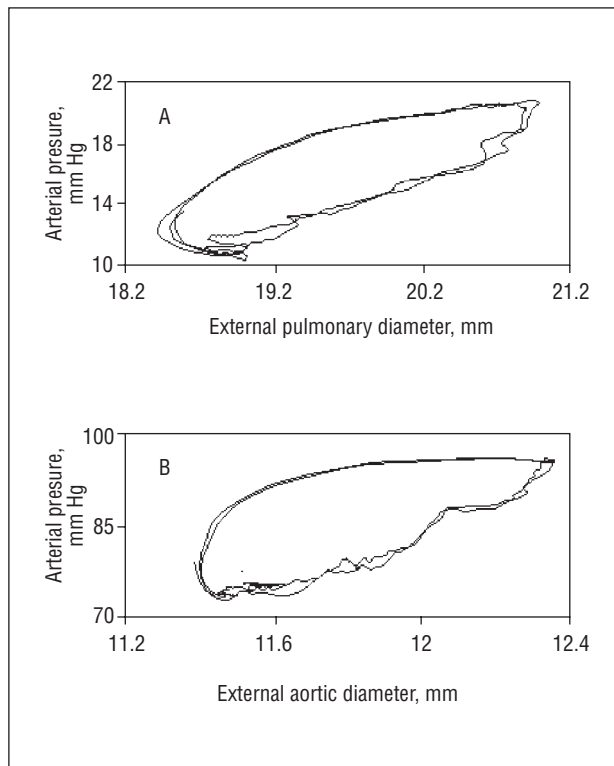 22
A
18
14
10
Arterial presure,
mm Hg
18.2 19.2 20.2 21.2
External pulmonary diameter, mm
100
B
85
70
Arterial presure,
mm Hg
11.2 11.6 12 12.4
External aortic diameter, mm